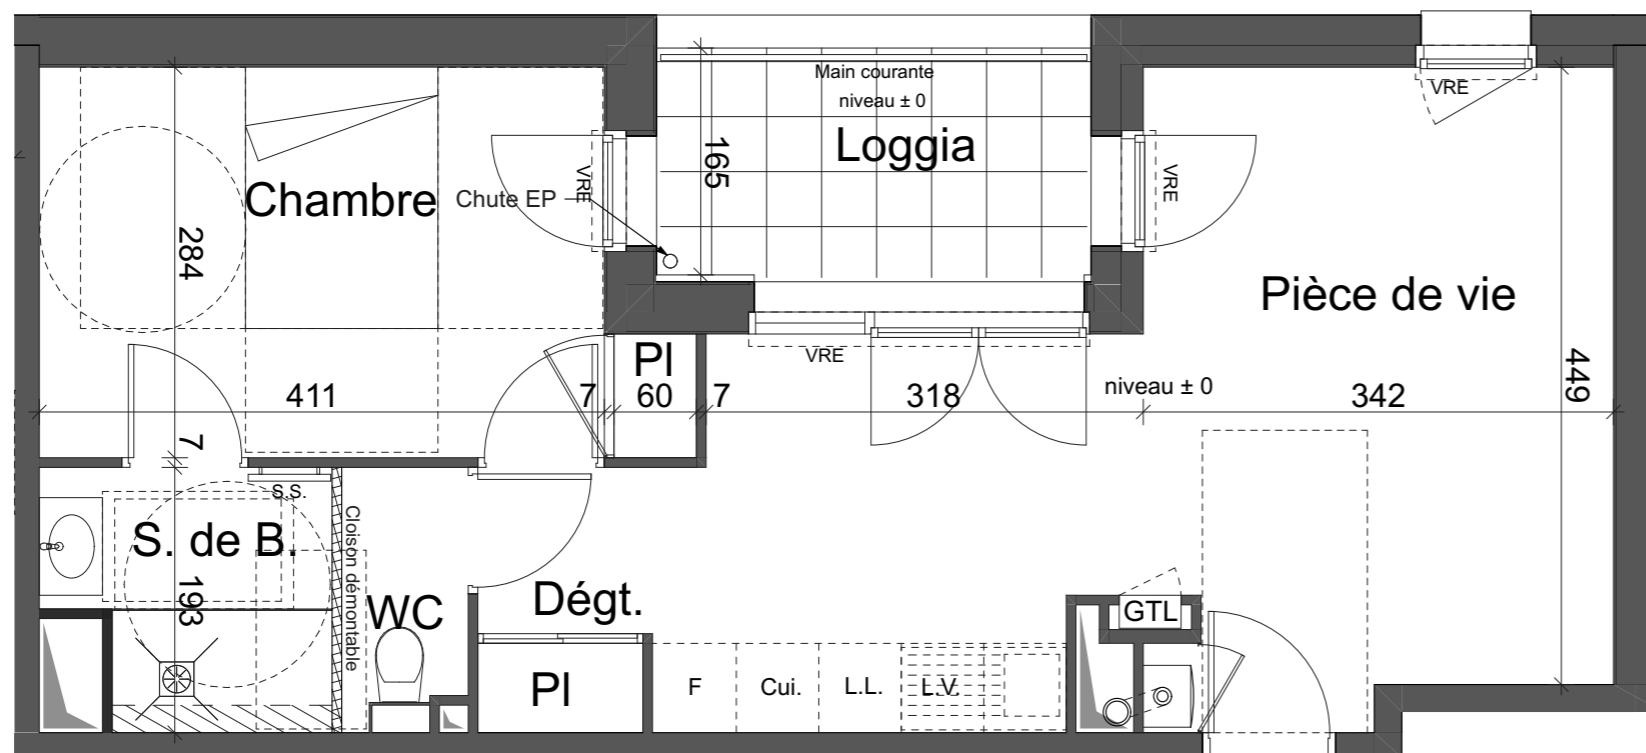 Main courante
niveau ± 0
Loggia
165
VRE
VRE
VRE
Chambre
Chute EP
284
Pièce de vie
Pl
VRE
411
7
60
7
318
niveau ± 0
342
449
7
S.S.
S. de B.
Cloison démontable
193
WC
Dégt.
GTL
Pl
F
Cui.
L.L.
L.V.